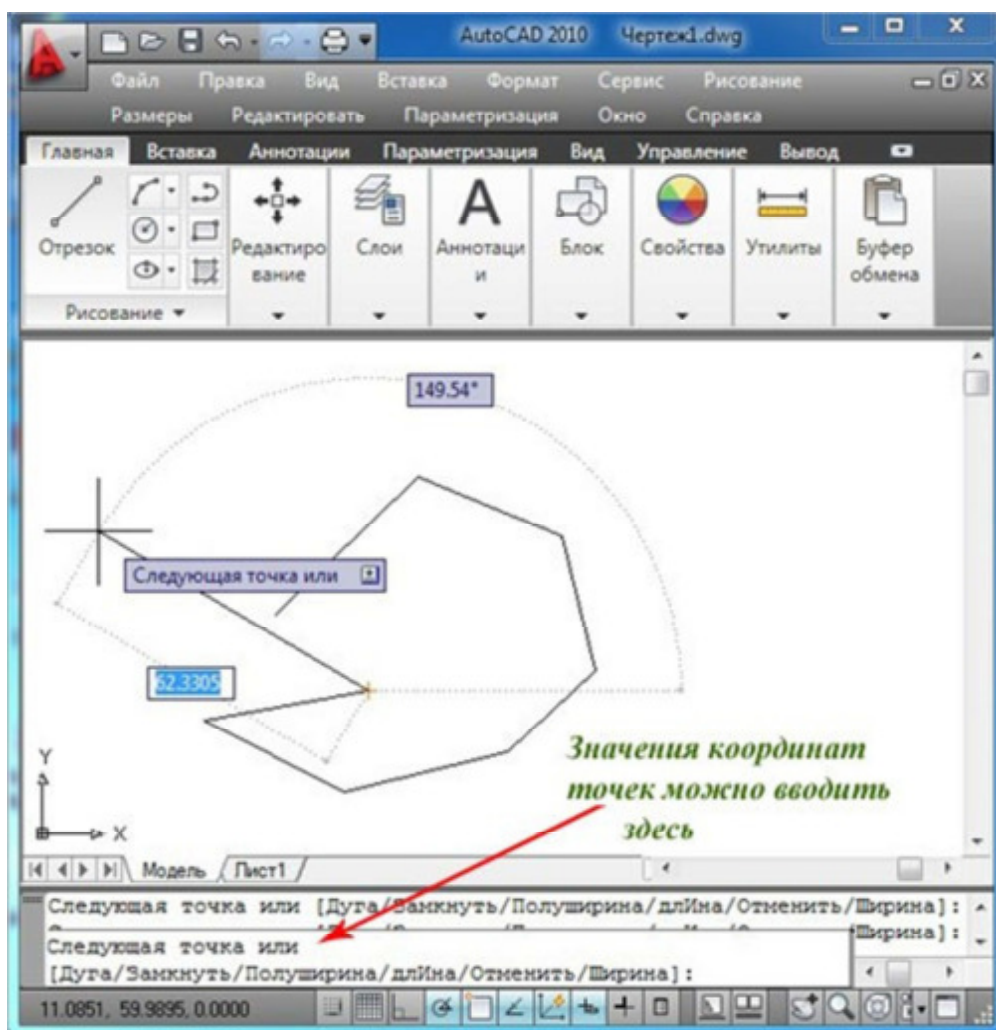 AutoCAD 2010 Чертеж1.dwg
Файл Правка Вид Вставка Формат Сервис Рисование
Размеры Редактировать Параметризация Окно Справка
Главная Вставка Аннотации Параметризация Вид Управление Вывод
Отрезок
Редактиро
вание
Слои
Аннотаци
и
Блок
Свойства
Утилиты
Буфер
обмена
Рисование
149.54°
Следующая точка или
62.3305
Значения координат
точек можно вводить
здесь
Y
X
Модель Лист1
Следующая точка или [Дуга/Замкнуть/Полуширина/длИна/Отменить/Ширина]:
Ширина]:
Следующая точка или
[Дуга/Замкнуть/Полуширина/длИна/Отменить/Ширина]:
11.0851, 59.9895, 0.0000